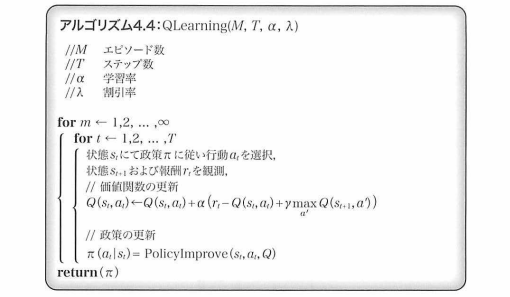 アルゴリズム4.4:QLearning(M, T, α, λ)
//M エピソード数
//T ステップ数
//α 学習率
//λ 割引率
for m ← 1,2, … ,∞
for t ← 1,2, … ,T
状態s_tにて政策πに従い行動a_tを選択,
状態s_{t+1}および報酬r_tを観測,
// 価値関数の更新
Q(s_t,a_t)←Q(s_t,a_t)+α(r_t−Q(s_t,a_t)+γmax_{a'} Q(s_{t+1},a'))
// 政策の更新
π(a_t|s_t)=PolicyImprove(s_t,a_t,Q)
return(π)